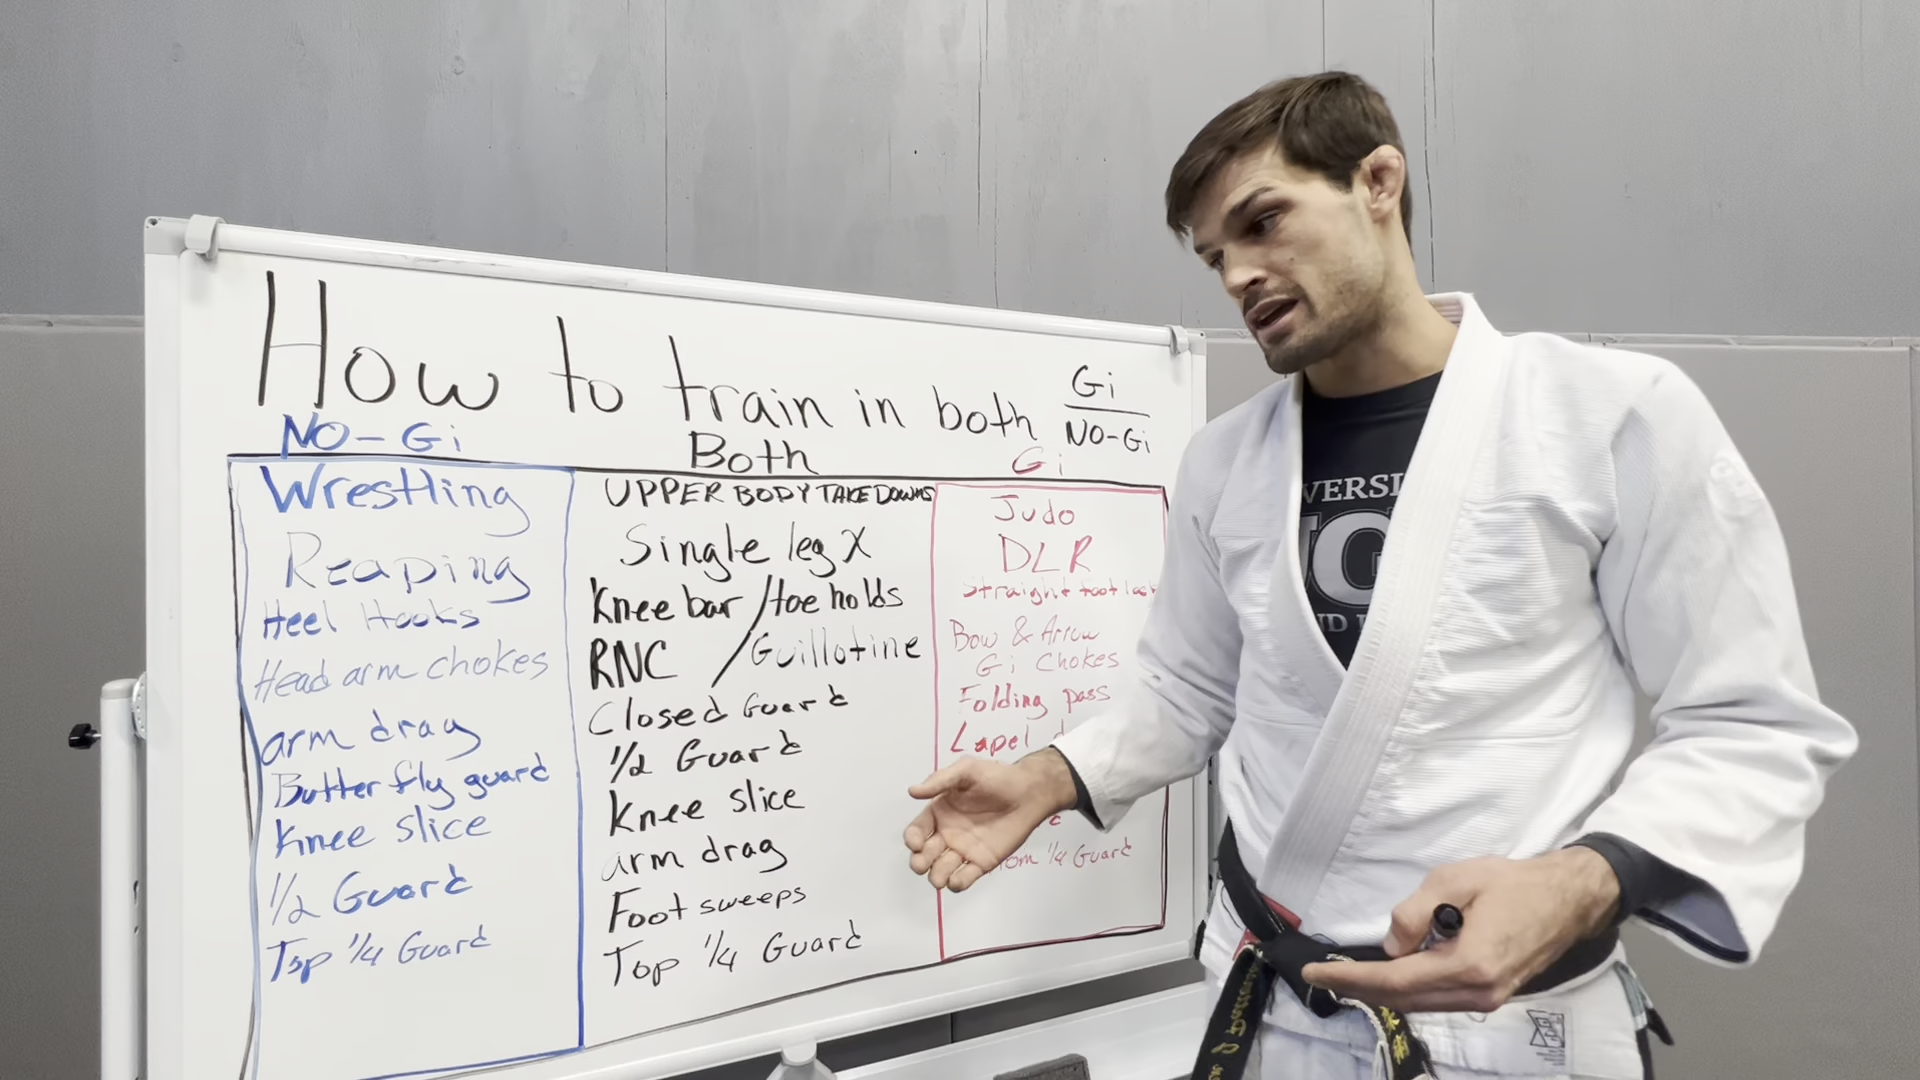 How to train in both Gi
NO-Gi
NO-Gi
Wrestling
Reaping
Heel Hooks
Head arm chokes
arm drag
Butterfly guard
Knee slice
1/2 Guard
Top 1/4 Guard
Both
UPPER BODY TAKEDOWNS
Single leg X
Knee bar / toe holds
RNC / Guillotine
Closed Guard
1/2 Guard
Knee slice
arm drag
Foot sweeps
Top 1/4 Guard
Gi
Judo
DLR
Straight foot lock
Bow & Arrow
Gi Chokes
Folding pass
Lapel
1/4 Guard